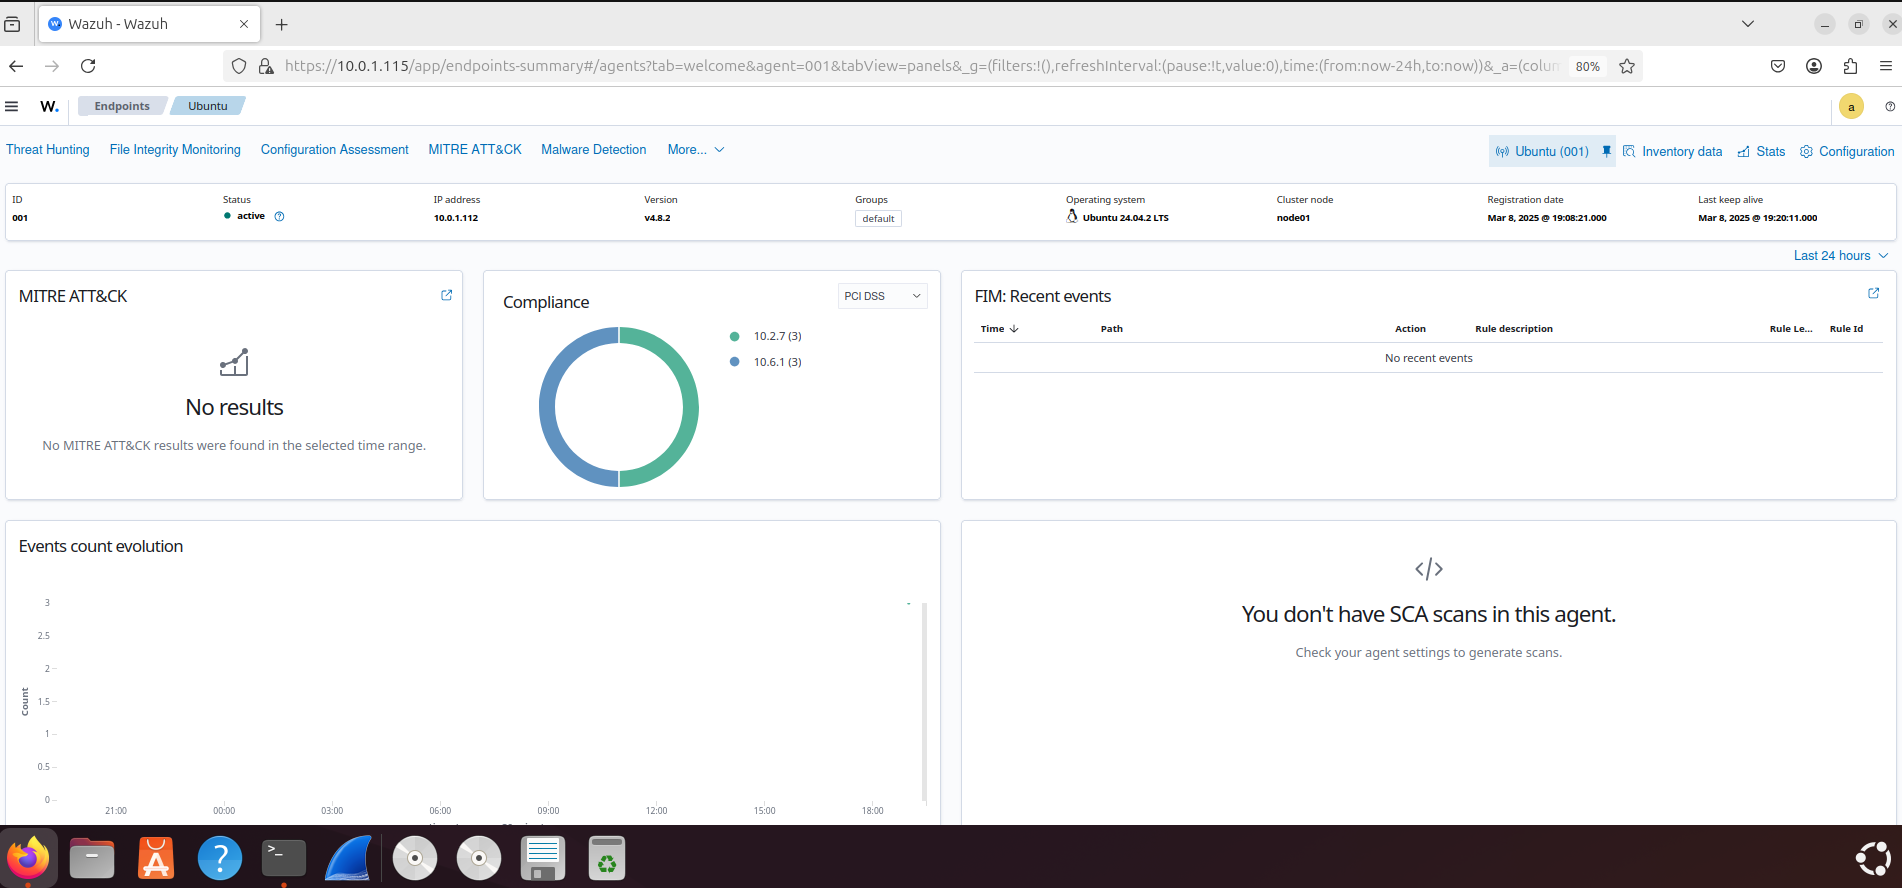 Wazuh - Wazuh
https://10.0.1.115/app/endpoints-summary#/agents?tab=welcome&agent=001&tabView=panels&_g=(filters:!(),refreshInterval:(pause:!t,value:0),time:(from:now-24h,to:now))&_a=(colum
80%
W.
Endpoints
Ubuntu
a
Threat Hunting
File Integrity Monitoring
Configuration Assessment
MITRE ATT&CK
Malware Detection
More...
Ubuntu (001)
Inventory data
Stats
Configuration
ID
Status
IP address
Version
Groups
Operating system
Cluster node
Registration date
Last keep alive
001
active
10.0.1.112
v4.8.2
default
Ubuntu 24.04.2 LTS
node01
Mar 8, 2025 @ 19:08:21.000
Mar 8, 2025 @ 19:20:11.000
Last 24 hours
MITRE ATT&CK
No results
No MITRE ATT&CK results were found in the selected time range.
Compliance
PCI DSS
10.2.7 (3)
10.6.1 (3)
FIM: Recent events
Time
Path
Action
Rule description
Rule Le...
Rule Id
No recent events
Events count evolution
Count
3
2.5
2
1.5
1
0.5
0
21:00
00:00
03:00
06:00
09:00
12:00
15:00
18:00
You don't have SCA scans in this agent.
Check your agent settings to generate scans.